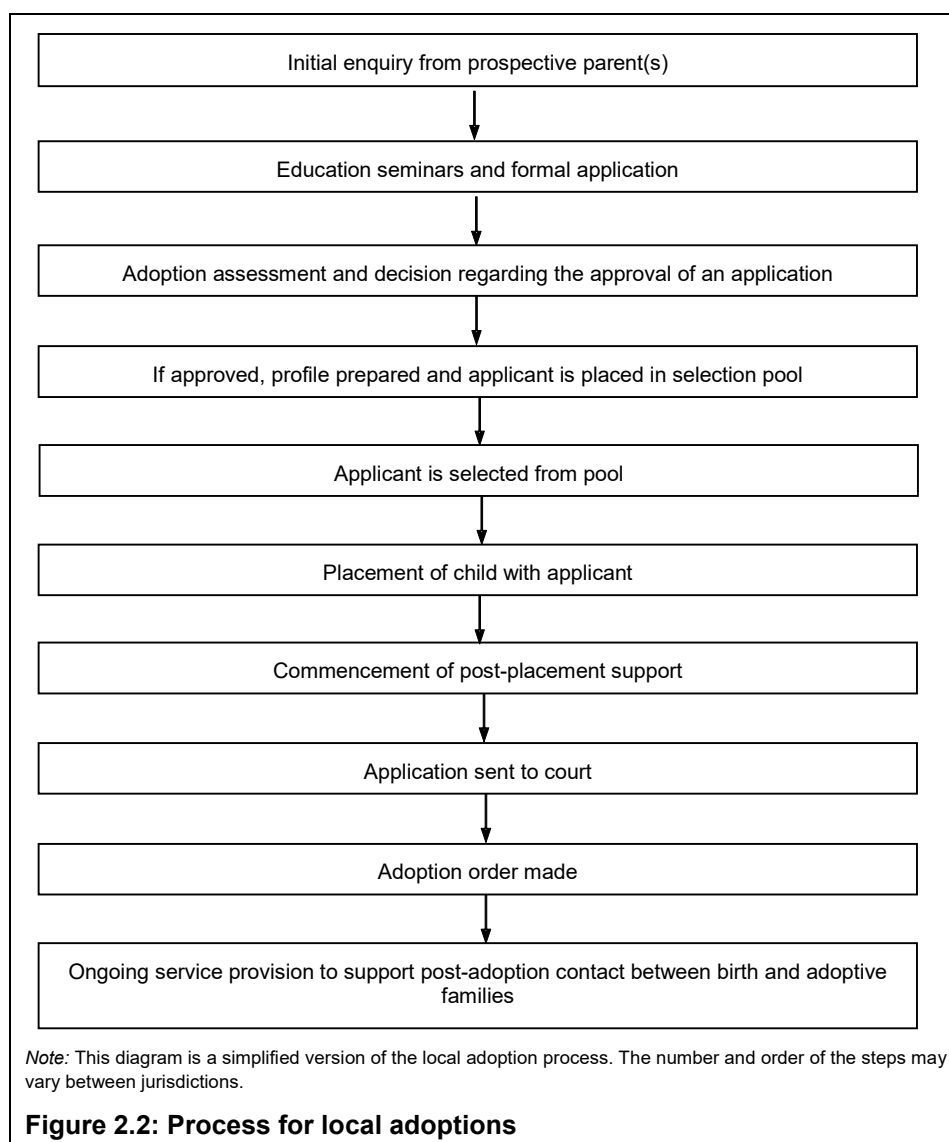 Initial enquiry from prospective parent(s)
Education seminars and formal application
Adoption assessment and decision regarding the approval of an application
If approved, profile prepared and applicant is placed in selection pool
Applicant is selected from pool
Placement of child with applicant
Commencement of post-placement support
Application sent to court
Adoption order made
Ongoing service provision to support post-adoption contact between birth and adoptive
families
Note: This diagram is a simplified version of the local adoption process. The number and order of the steps may
vary between jurisdictions.
Figure 2.2: Process for local adoptions